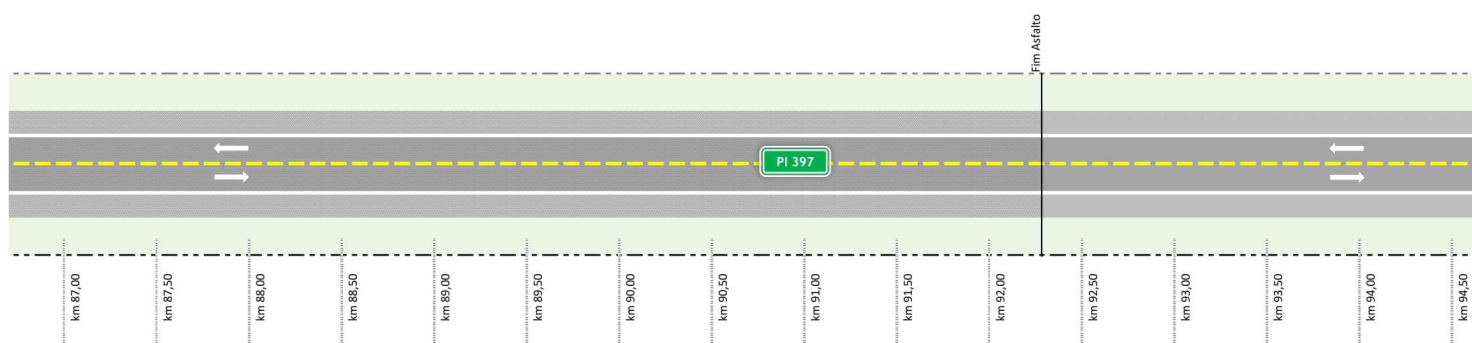 Fim Asfalto
PI 397
km 87,00
km 87,50
km 88,00
km 88,50
km 89,00
km 89,50
km 90,00
km 90,50
km 91,00
km 91,50
km 92,00
km 92,50
km 93,00
km 93,50
km 94,00
km 94,50